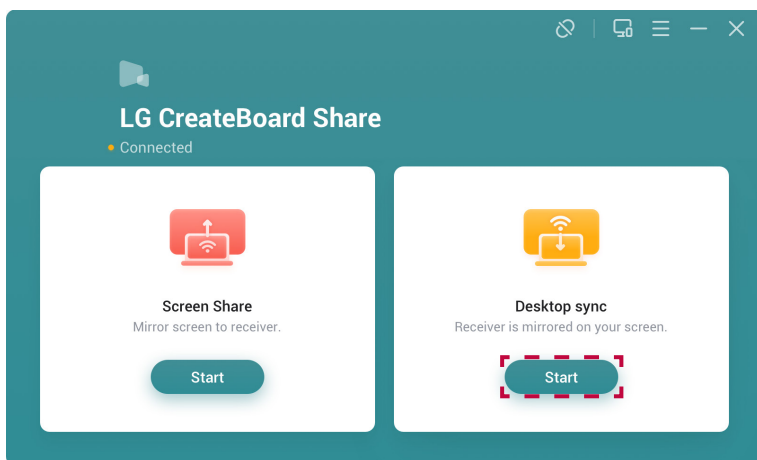 LG CreateBoard Share
Connected
Screen Share
Mirror screen to receiver.
Start
Desktop sync
Receiver is mirrored on your screen.
Start